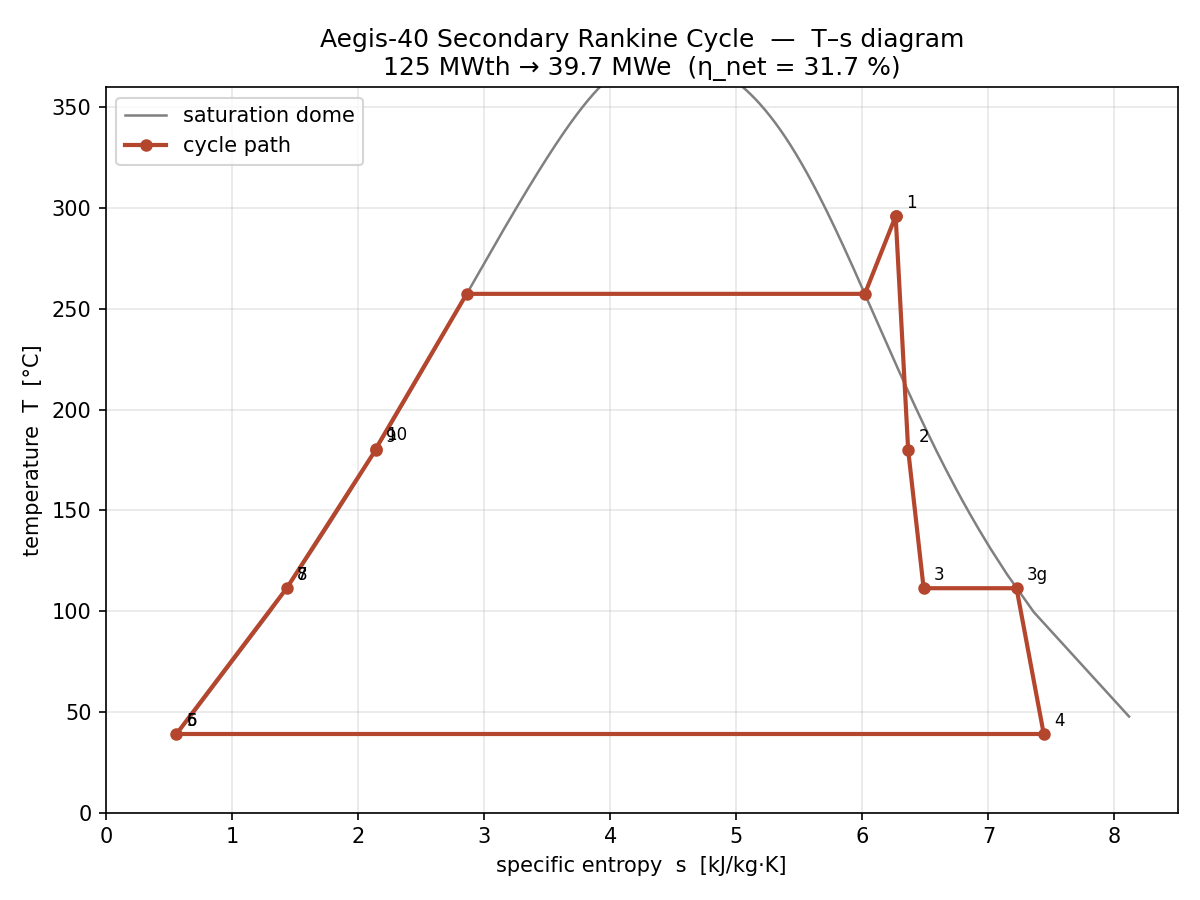 Aegis-40 Secondary Rankine Cycle — T–s diagram
125 MWth → 39.7 MWe (η_net = 31.7 %)
saturation dome
cycle path
350
300
250
200
150
100
50
0
temperature T [°C]
1
2
3
3g
4
10
0 1 2 3 4 5 6 7 8
specific entropy s [kJ/kg·K]